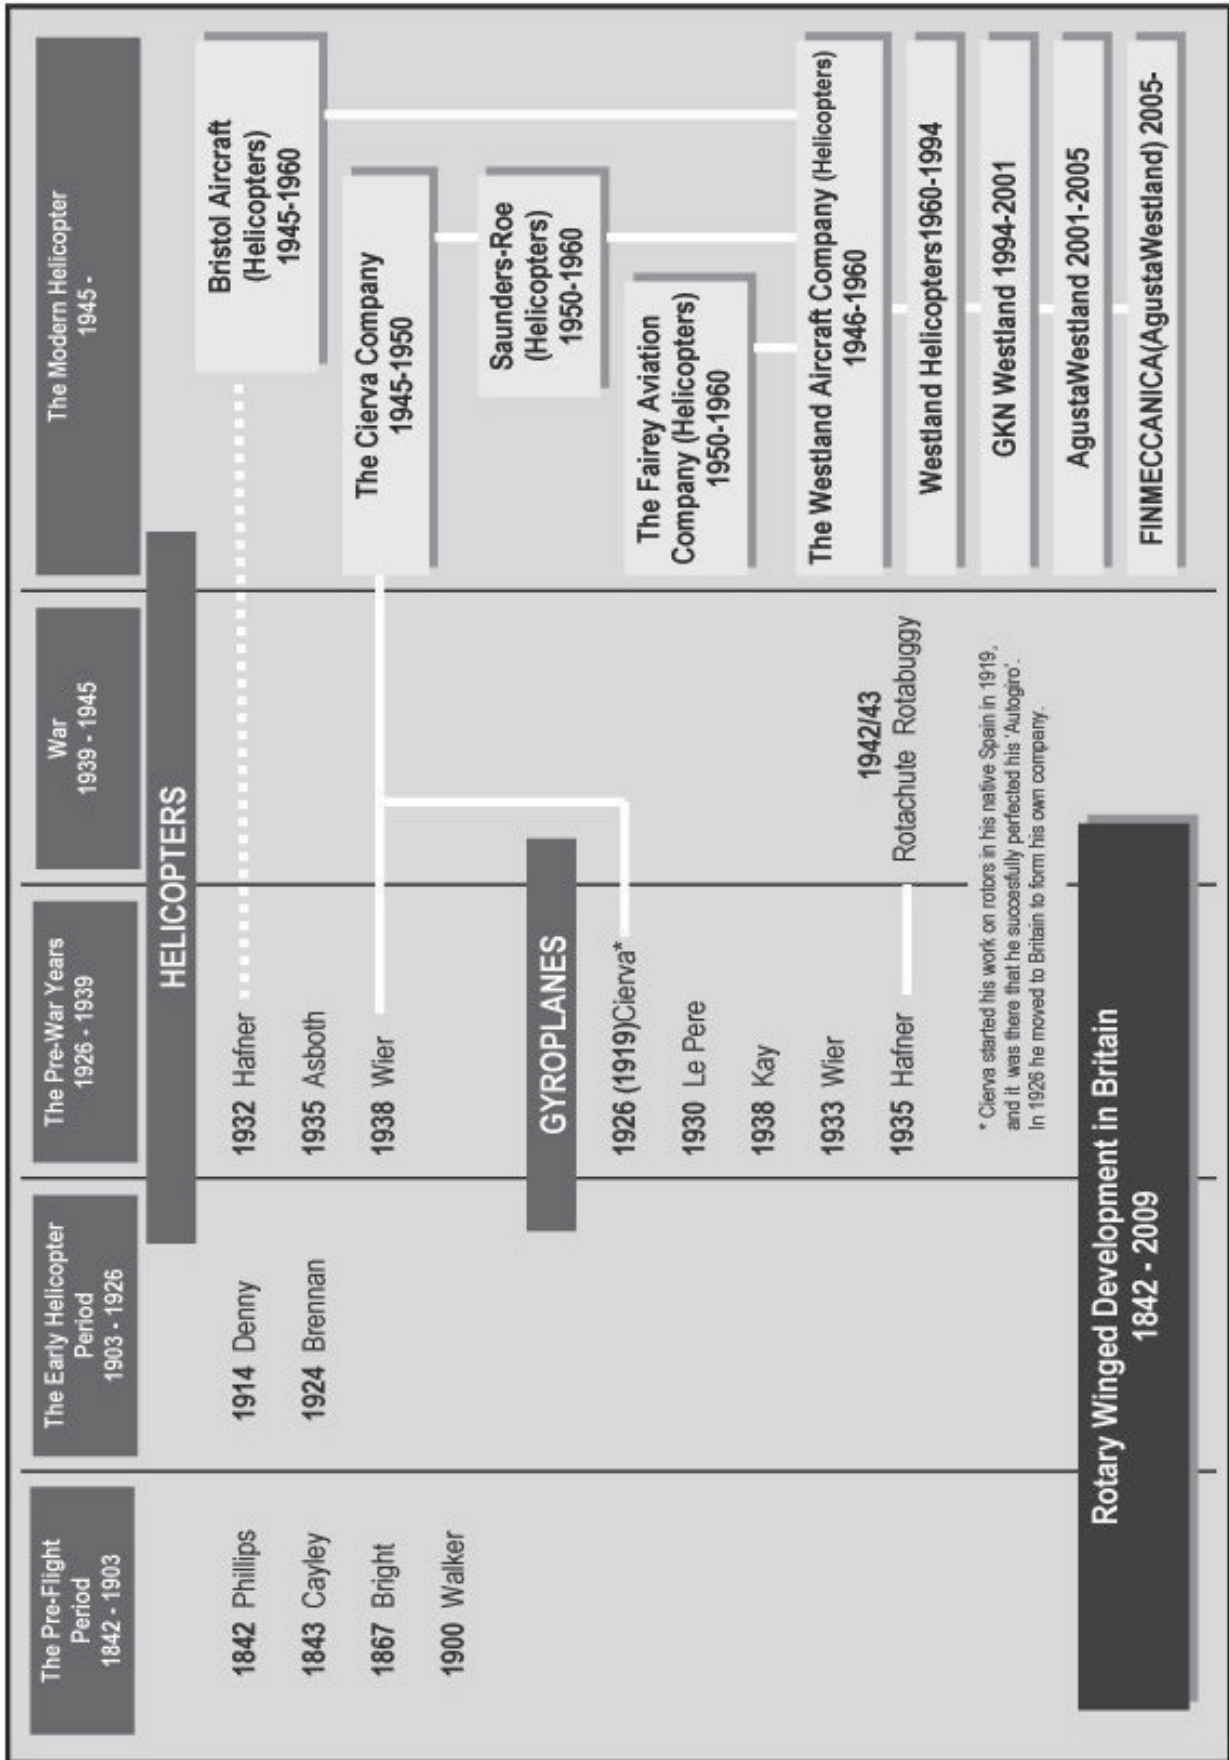 The Pre-Flight
Period
1842 - 1903
The Early Helicopter
Period
1903 - 1926
The Pre-War Years
1926 - 1939
War
1939 - 1945
The Modern Helicopter
1945 -
HELICOPTERS
1842 Phillips
1843 Cayley
1867 Bright
1900 Walker
1914 Denny
1924 Brennan
1932 Hafner
1935 Asboth
1938 Wier
GYROPLANES
1926 (1919)Cierva*
1930 Le Pere
1938 Kay
1933 Wier
1935 Hafner
1942/43
Rotachute Rotabuggy
* Cierva started his work on rotors in his native Spain in 1919,
and it was there that he succesfully perfected his 'Autogiro'.
In 1926 he moved to Britain to form his own company.
Bristol Aircraft
(Helicopters)
1945-1960
The Cierva Company
1945-1950
Saunders-Roe
(Helicopters)
1950-1960
The Fairey Aviation
Company (Helicopters)
1950-1960
The Westland Aircraft Company (Helicopters)
1946-1960
Westland Helicopters1960-1994
GKN Westland 1994-2001
AgustaWestland 2001-2005
FINMECCANICA(AgustaWestland) 2005-
Rotary Winged Development in Britain
1842 - 2009